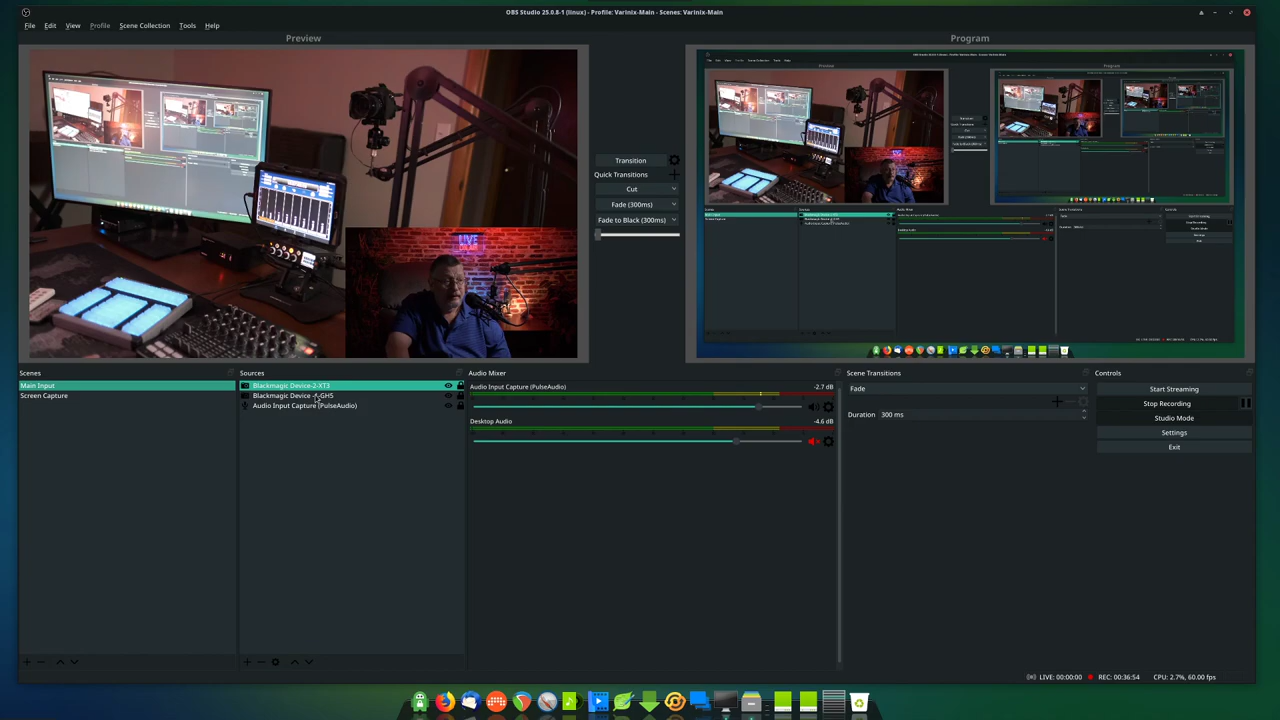 OBS Studio 25.0.8-1 (linux) - Profile: Varinix-Main - Scenes: Varinix-Main
File Edit View Profile Scene Collection Tools Help
Preview
Program
LIVE
Transition
Quick Transitions
Cut
Fade (300ms)
Fade to Black (300ms)
Scenes
Main Input
Screen Capture
Sources
Blackmagic Device-2-XT3
Blackmagic Device -GH5
Audio Input Capture (PulseAudio)
Audio Mixer
Audio Input Capture (PulseAudio) -2.7 dB
Desktop Audio -4.6 dB
Scene Transitions
Fade
Duration 300 ms
Controls
Start Streaming
Stop Recording
Studio Mode
Settings
Exit
LIVE: 00:00:00 REC: 00:36:54 CPU: 2.7%, 60.00 fps